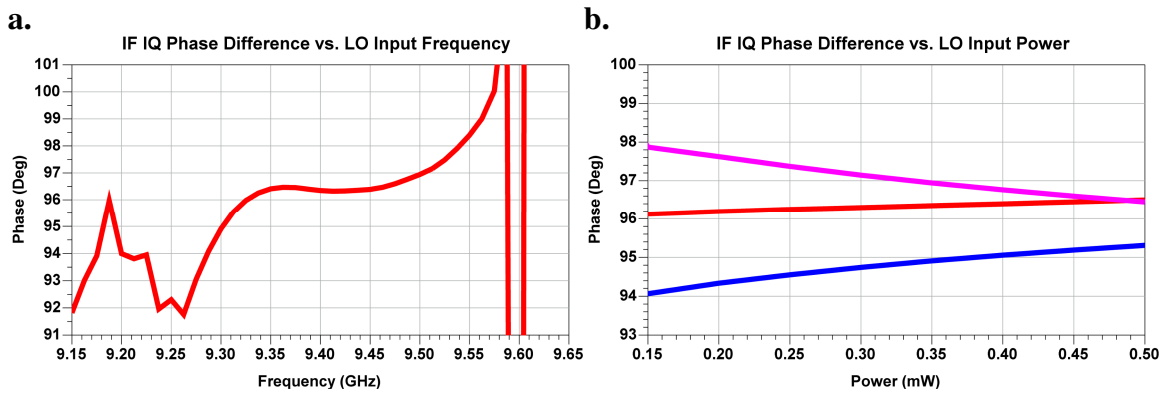 a.
IF IQ Phase Difference vs. LO Input Frequency
Phase (Deg)
101
100
99
98
97
96
95
94
93
92
91
9.15 9.20 9.25 9.30 9.35 9.40 9.45 9.50 9.55 9.60 9.65
Frequency (GHz)
b.
IF IQ Phase Difference vs. LO Input Power
Phase (Deg)
100
99
98
97
96
95
94
93
0.15 0.20 0.25 0.30 0.35 0.40 0.45 0.50
Power (mW)